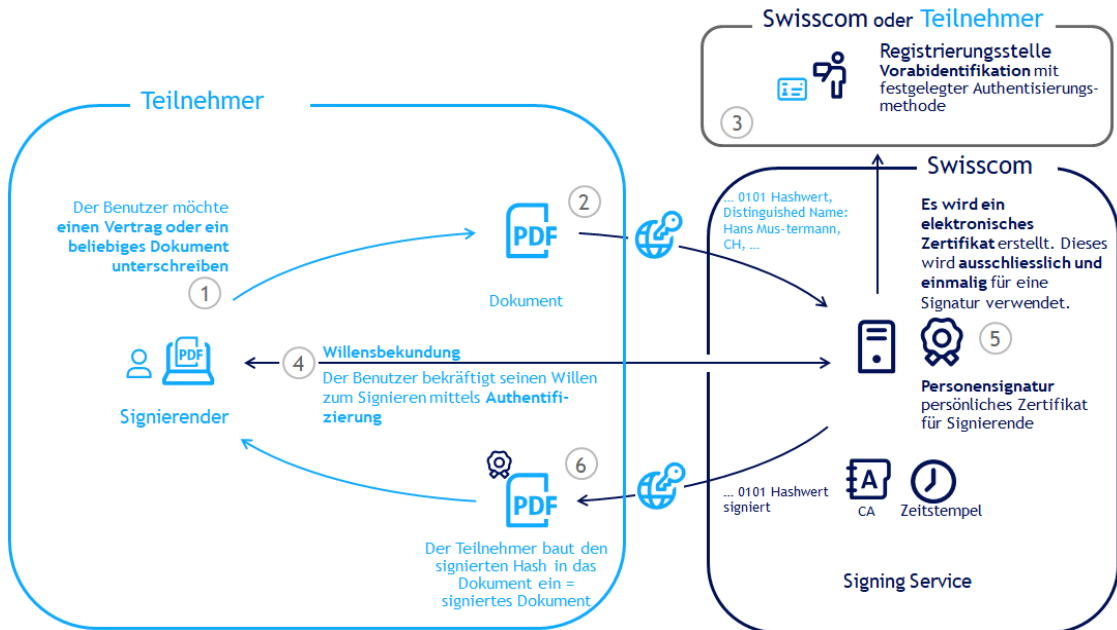 Swisscom oder Teilnehmer
Registrierungsstelle
Vorabidentifikation mit
festgelegter Authentisierungs-
methode
3
Teilnehmer
Swisscom
Der Benutzer möchte
einen Vertrag oder ein
beliebiges Dokument
unterschreiben
1
2
PDF
Dokument
... 0101 Hashwert,
Distinguished Name:
Hans Mus-termann,
CH, ...
Es wird ein
elektronisches
Zertifikat erstellt. Dieses
wird ausschliesslich und
einmalig für eine
Signatur verwendet.
PDF
Signierender
4
Willensbekundung
Der Benutzer bekräftigt seinen Willen
zum Signieren mittels Authentifi-
zierung
5
Personensignatur
persönliches Zertifikat
für Signierende
6
PDF
Der Teilnehmer baut den
signierten Hash in das
Dokument ein =
signiertes Dokument
... 0101 Hashwert
signiert
A
CA
Zeitstempel
Signing Service